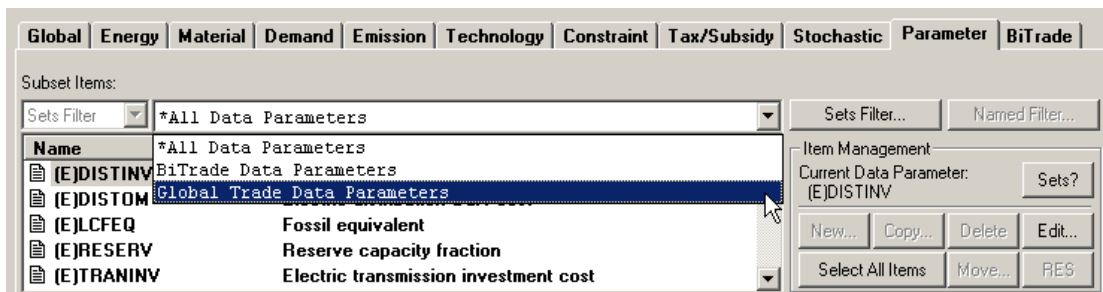 Global Energy Material Demand Emission Technology Constraint Tax/Subsidy Stochastic Parameter BiTrade
Subset Items:
Sets Filter *All Data Parameters Sets Filter... Named Filter...
Name *All Data Parameters Item Management
(E)DISTINV BiTrade Data Parameters Current Data Parameter: Sets?
(E)DISTINV
(E)DISTOM Global Trade Data Parameters
(E)LCFEQ Fossil equivalent New... Copy... Delete Edit...
(E)RESERV Reserve capacity fraction
(E)TRANINV Electric transmission investment cost Select All Items Move... RES